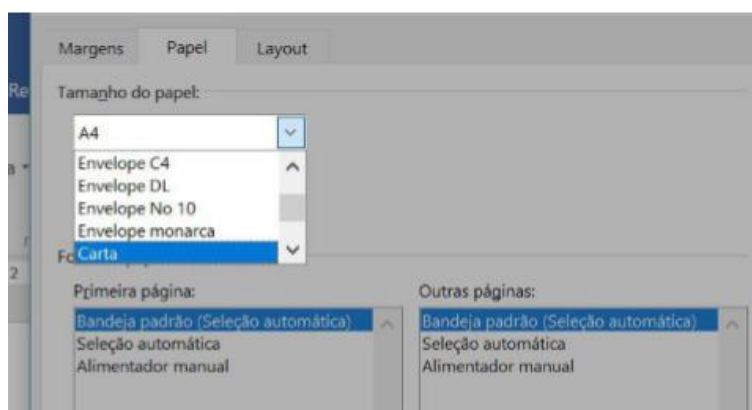 Margens Papel Layout
Re
Tamanho do papel:
A4
a
Envelope C4
Envelope DL
Envelope No 10
Envelope monarca
Carta
2
Primeira página: Outras páginas:
Bandeja padrão (Seleção automática) Bandeja padrão (Seleção automática)
Seleção automática Seleção automática
Alimentador manual Alimentador manual